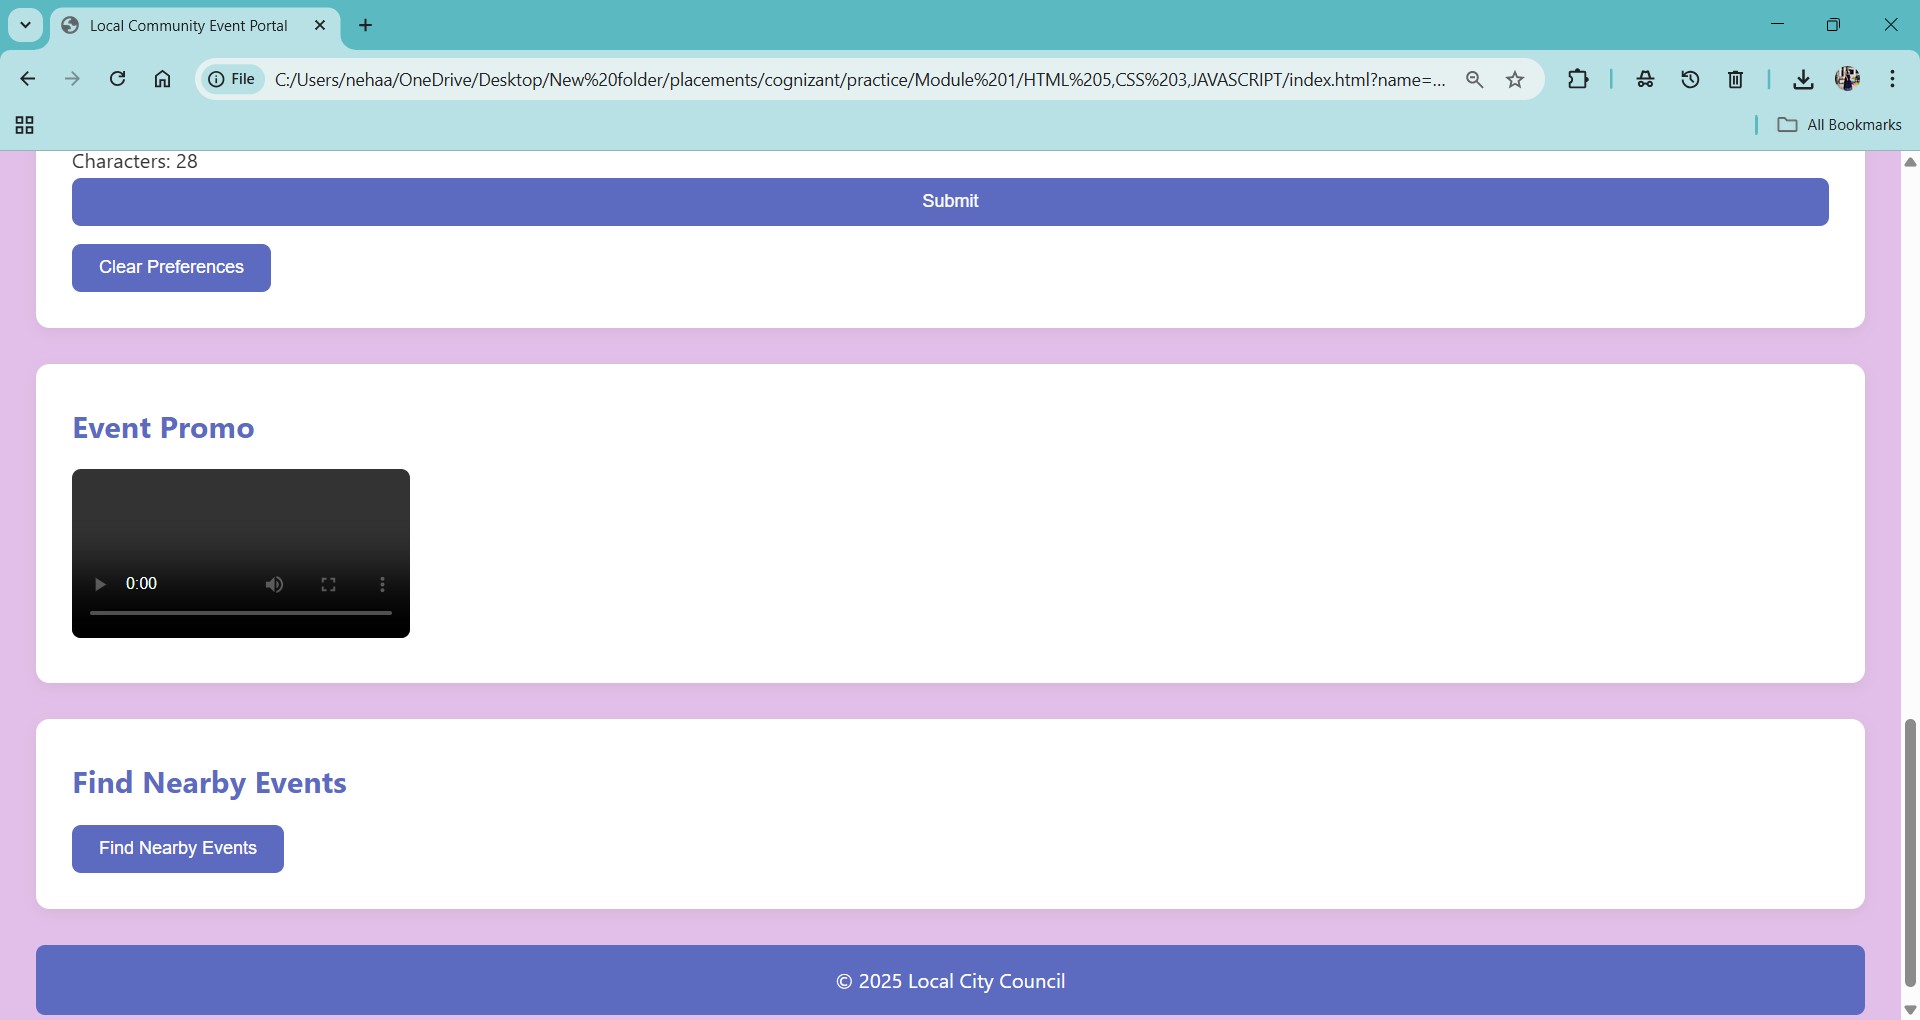 Local Community Event Portal
File
C:/Users/nehaa/OneDrive/Desktop/New%20folder/placements/cognizant/practice/Module%201/HTML%205,CSS%203,JAVASCRIPT/index.html?name=...
All Bookmarks
Characters: 28
Submit
Clear Preferences
Event Promo
0:00
Find Nearby Events
Find Nearby Events
© 2025 Local City Council